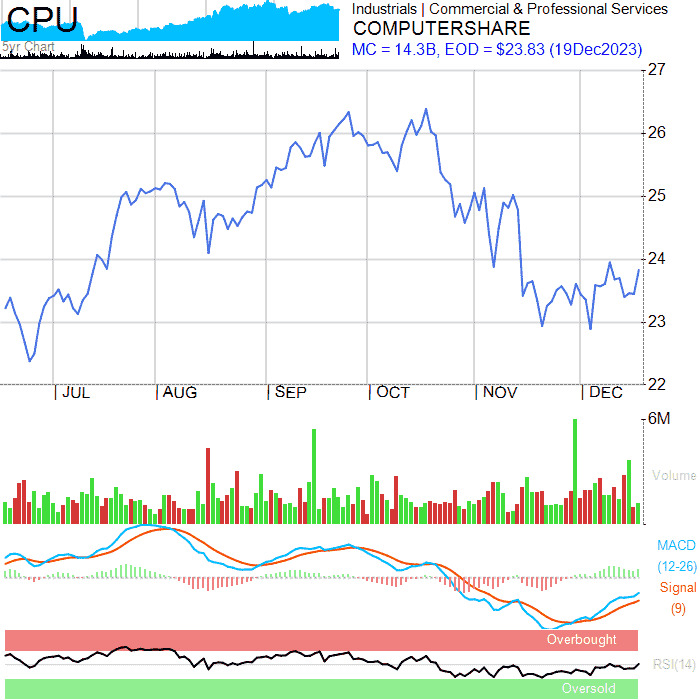 CPU
5yr Chart
Industrials | Commercial & Professional Services
COMPUTERSHARE
MC = 14.3B, EOD = $23.83 (19Dec2023)
27
26
25
24
23
22
| JUL | AUG | SEP | OCT | NOV | DEC
6M
Volume
MACD
(12-26)
Signal
(9)
Overbought
RSI(14)
Oversold